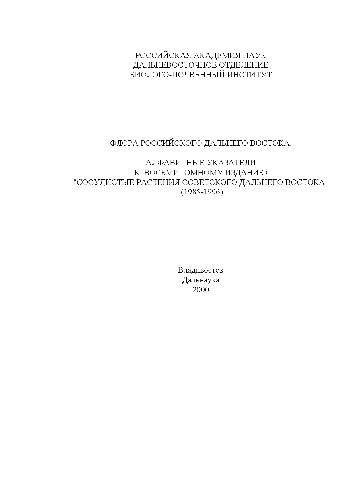 РОССИЙСКАЯ АКАДЕМИЯ НАУК
ДАЛЬНЕВОСТОЧНОЕ ОТДЕЛЕНИЕ
БИОЛОГО-ПОЧВЕННЫЙ ИНСТИТУТ
ФЛОРА РОССИЙСКОГО ДАЛЬНЕГО ВОСТОКА
АЛФАВИТНЫЕ УКАЗАТЕЛИ
К ВОСЬМИТОМНОМУ ИЗДАНИЮ
"СОСУДИСТЫЕ РАСТЕНИЯ СОВЕТСКОГО ДАЛЬНЕГО ВОСТОКА
(1985-1996)
Владивосток
Дальнаука
2000